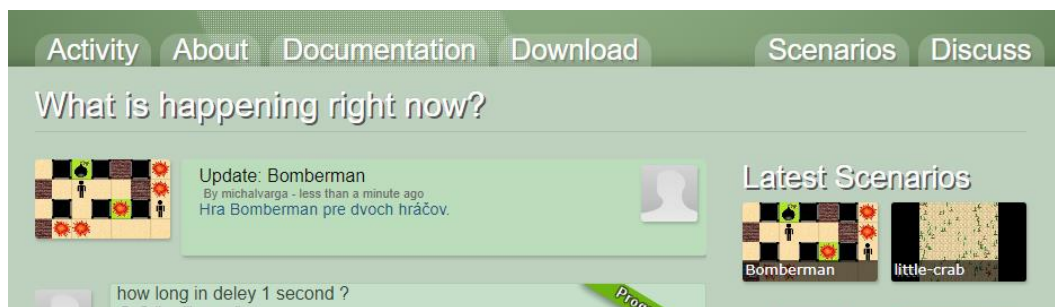 Activity About Documentation Download Scenarios Discuss
What is happening right now?
Update: Bomberman
By michalvarga - less than a minute ago
Hra Bomberman pre dvoch hráčov.
how long in deley 1 second ?
Latest Scenarios
Bomberman
little-crab